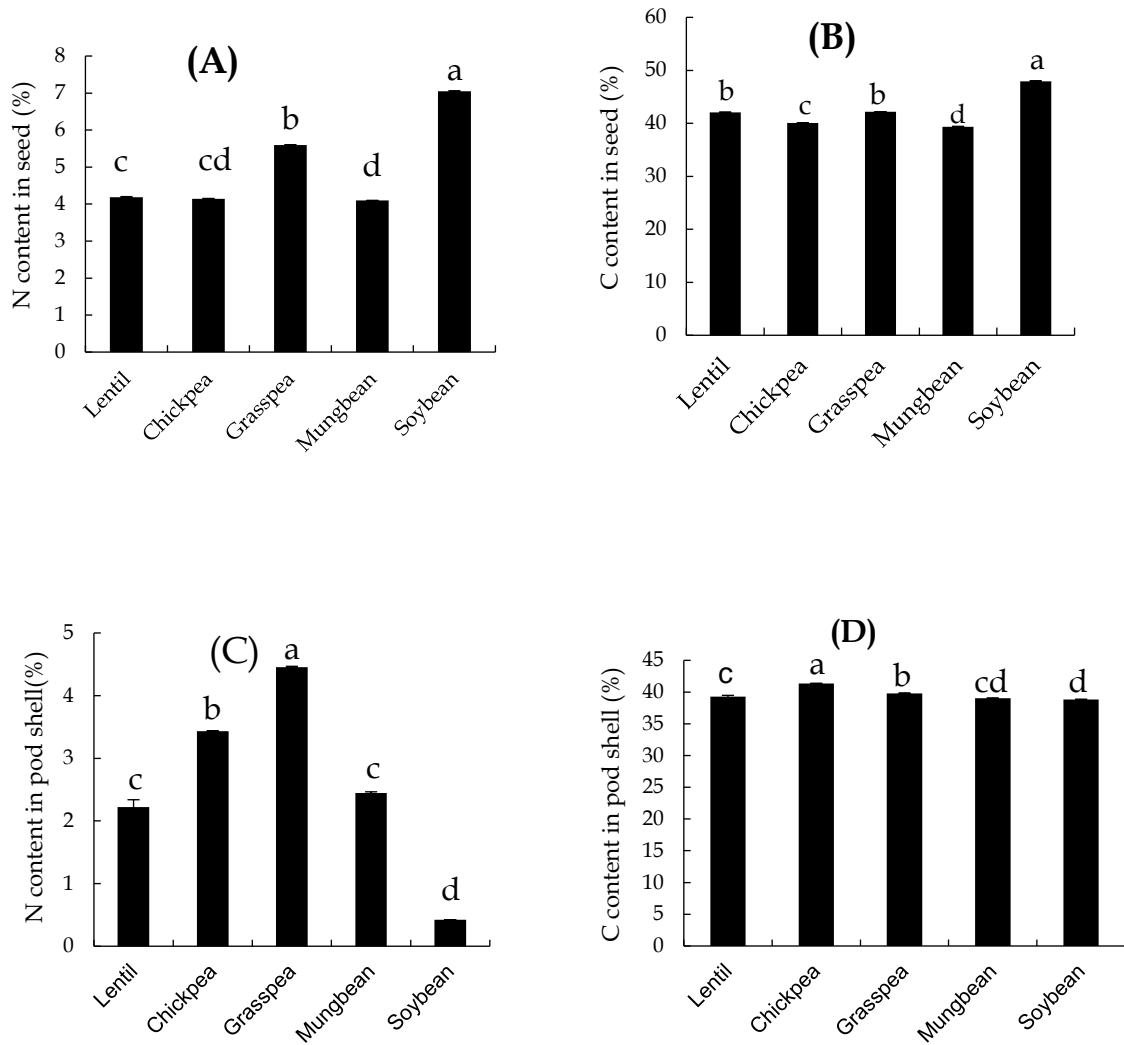 (A)
N content in seed (%)
8
7
6
5
4
3
2
1
0
c
cd
b
d
a
Lentil
Chickpea
Grasspea
Mungbean
Soybean
(B)
C content in seed (%)
60
50
40
30
20
10
0
b
c
b
d
a
Lentil
Chickpea
Grasspea
Mungbean
Soybean
(C)
N content in pod shell(%)
5
4
3
2
1
0
c
b
a
c
d
Lentil
Chickpea
Grasspea
Mungbean
Soybean
(D)
C content in pod shell (%)
45
40
35
30
25
20
15
10
5
0
c
a
b
cd
d
Lentil
Chickpea
Grasspea
Mungbean
Soybean